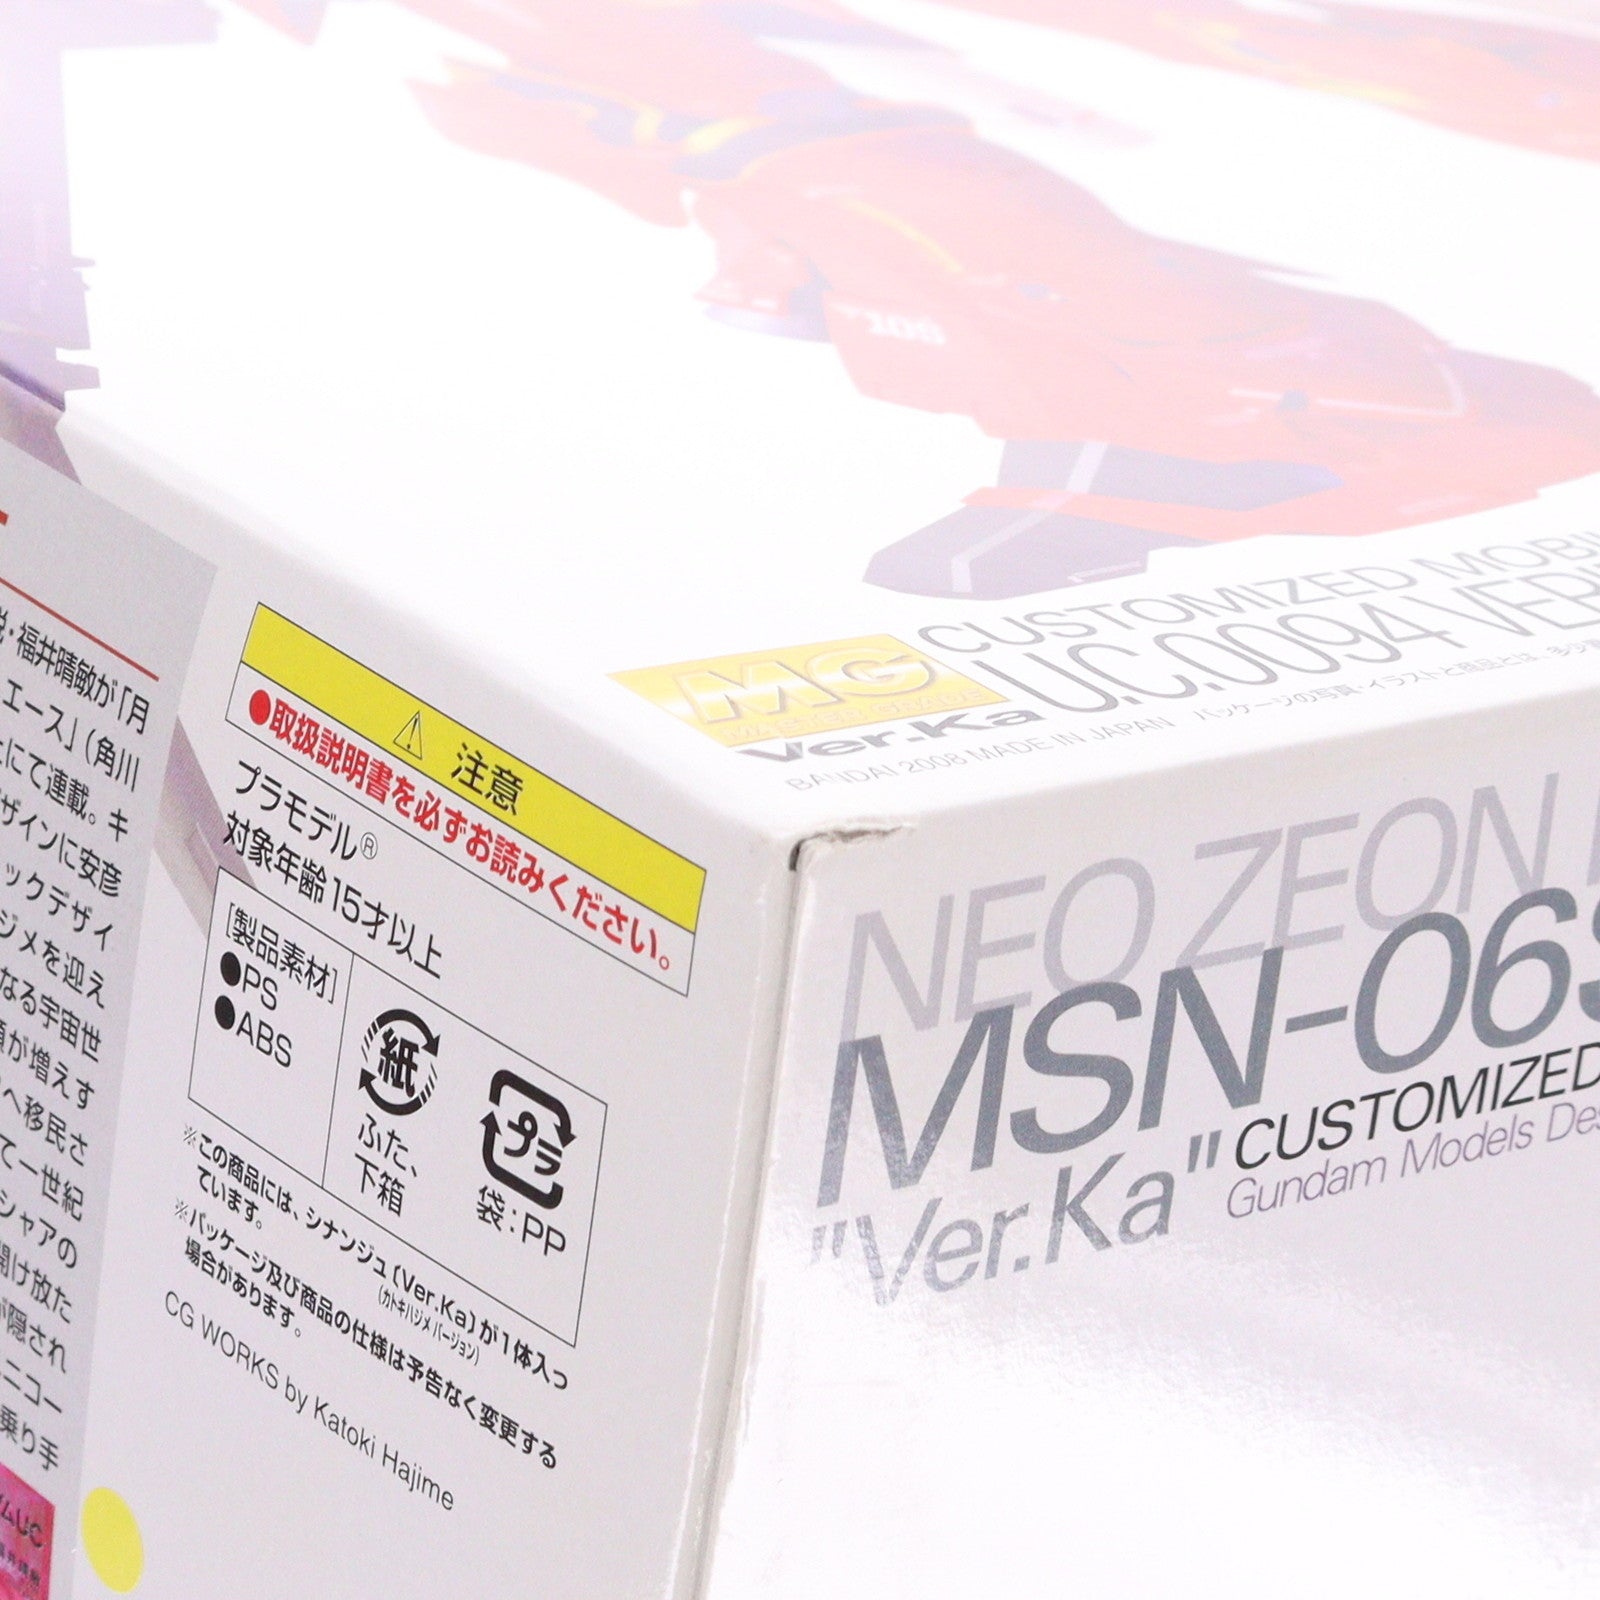 106
MG
MASTER GRADE
Ver.Ka
CUSTOMIZED MOBI
U.C.0094 VER
BANDAI 2008 MADE IN JAPAN パッケージの写真・イラストと商品とは、多少
NEO ZEON
MSN-06S
"Ver.Ka" CUSTOMIZED
Gundam Models Des
注意
●取扱説明書を必ずお読みください。
プラモデル®
対象年齢15才以上
[製品素材]
●PS
●ABS
紙
ふた、
下箱
プラ
袋:PP
※この商品には、シナンジュ(Ver.Ka)が1体入っ
(カトキハジメバージョン)
ています。
※パッケージ及び商品の仕様は予告なく変更する
場合があります。
CG WORKS by Katoki Hajime
・福井晴敏が「月
エース」(角川
にて連載。キ
ザインに安彦
ックデザイ
ジメを迎え
なる宇宙世
が増えす
へ移民さ
て一世紀
シャアの
開け放た
隠され
ニコー
乗り手
ムUC